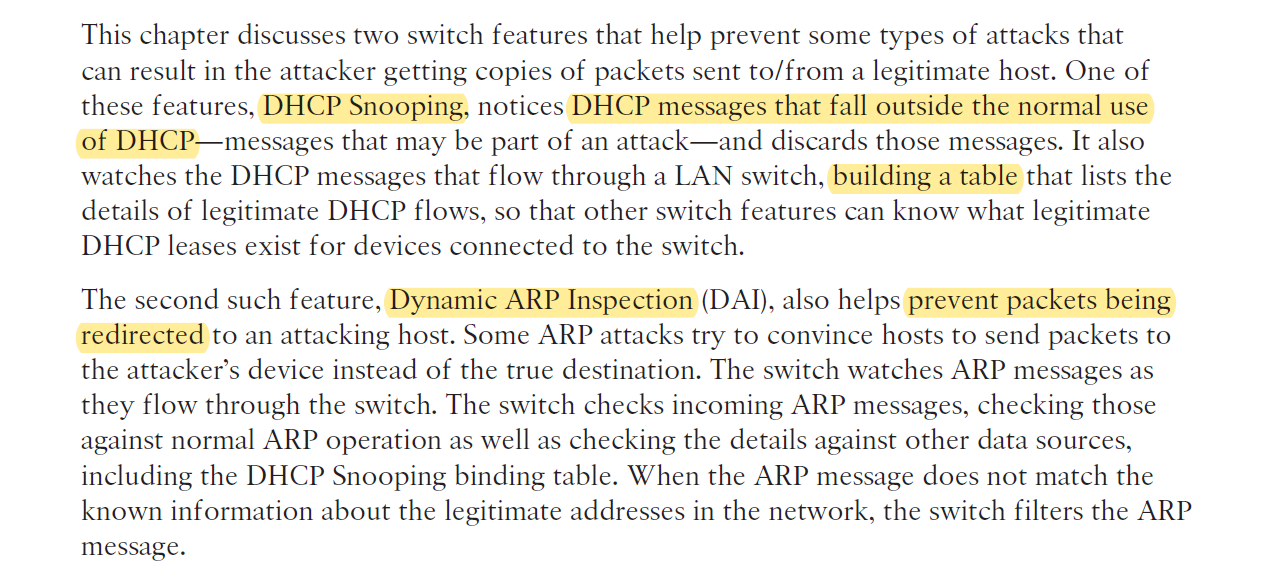 This chapter discusses two switch features that help prevent some types of attacks that
can result in the attacker getting copies of packets sent to/from a legitimate host. One of
these features, DHCP Snooping, notices DHCP messages that fall outside the normal use
of DHCP—messages that may be part of an attack—and discards those messages. It also
watches the DHCP messages that flow through a LAN switch, building a table that lists the
details of legitimate DHCP flows, so that other switch features can know what legitimate
DHCP leases exist for devices connected to the switch.
The second such feature, Dynamic ARP Inspection (DAI), also helps prevent packets being
redirected to an attacking host. Some ARP attacks try to convince hosts to send packets to
the attacker’s device instead of the true destination. The switch watches ARP messages as
they flow through the switch. The switch checks incoming ARP messages, checking those
against normal ARP operation as well as checking the details against other data sources,
including the DHCP Snooping binding table. When the ARP message does not match the
known information about the legitimate addresses in the network, the switch filters the ARP
message.